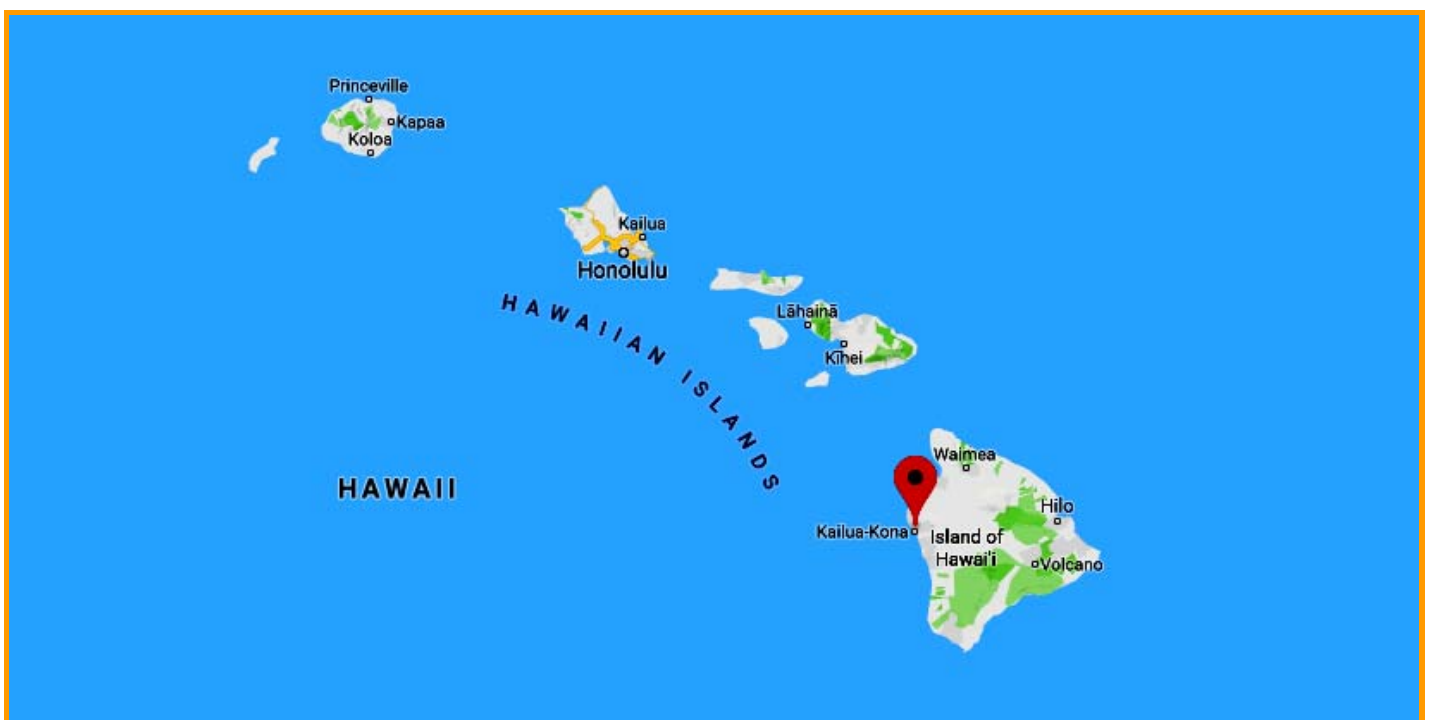 Princeville
Kapaa
Koloa
Kailua
Honolulu
HAWAIIAN ISLANDS
Lāhainā
Kīhei
HAWAII
Waimea
Hilo
Kailua-Kona
Island of
Hawai'i
Volcano